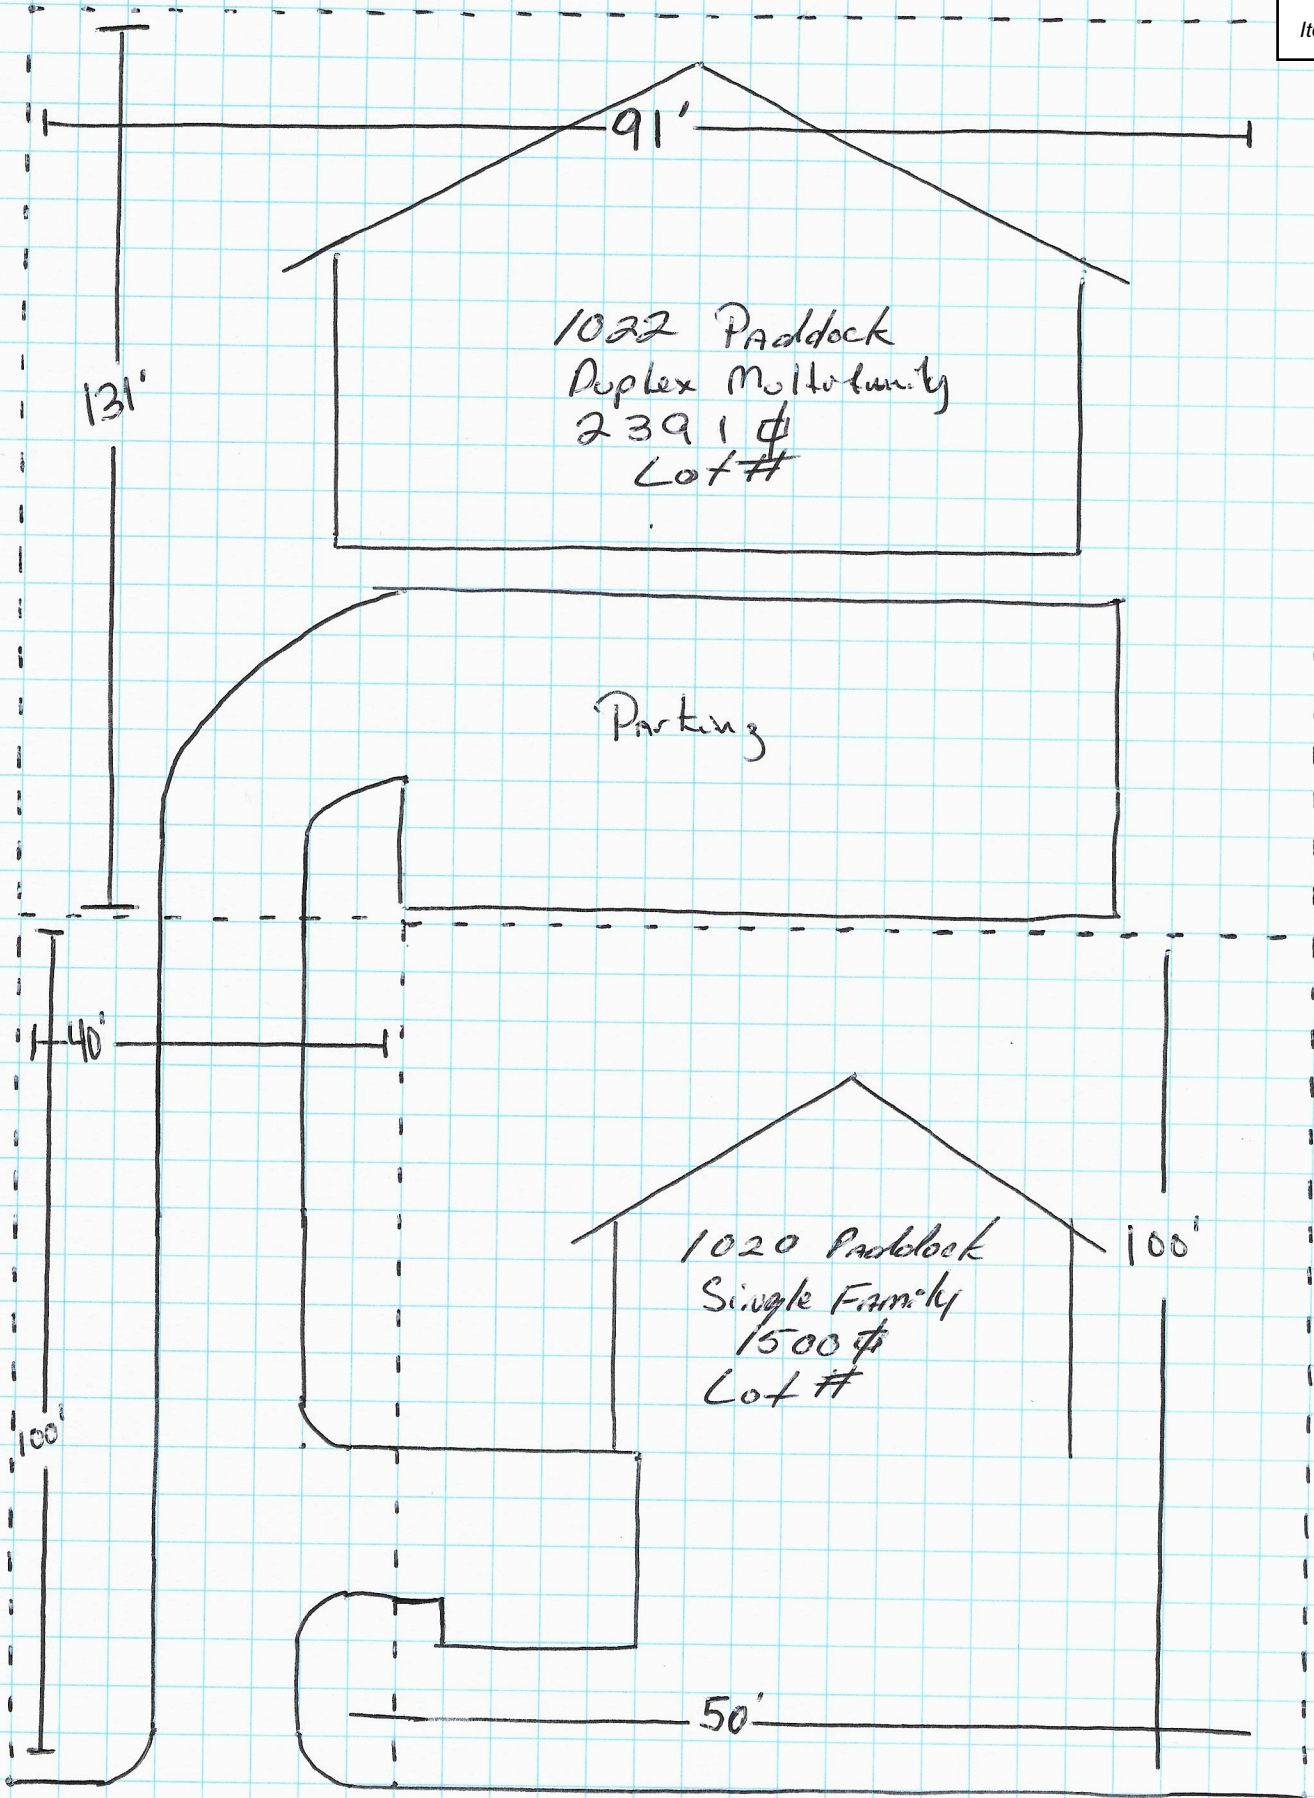 Ite
91'
1022 Paddock
Duplex Multifamily
2391 ⏍
Lot #
131'
Parking
40'
1020 Paddock
Single Family
1500 ⏍
Lot #
100'
100'
50'